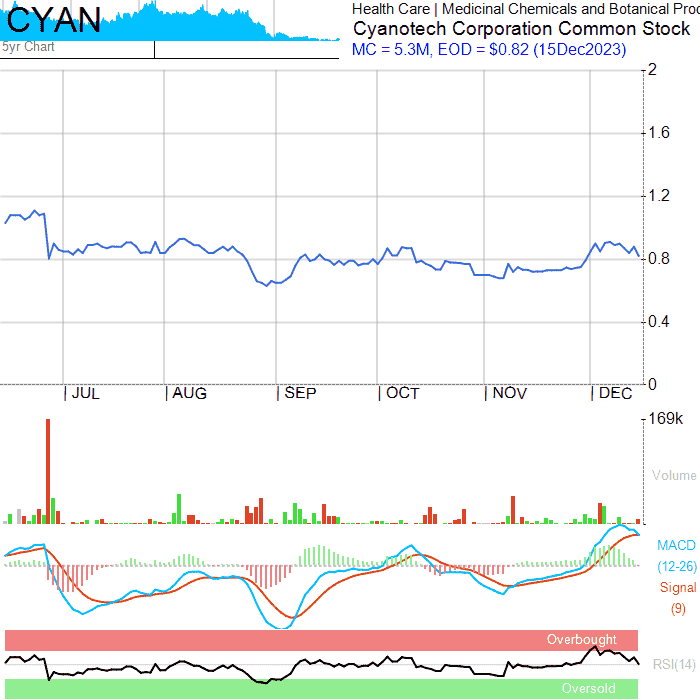 CYAN
5yr Chart
Health Care | Medicinal Chemicals and Botanical Prod
Cyanotech Corporation Common Stock
MC = 5.3M, EOD = $0.82 (15Dec2023)
2
1.6
1.2
0.8
0.4
0
JUL AUG SEP OCT NOV DEC
169k
Volume
MACD
(12-26)
Signal
(9)
Overbought
RSI(14)
Oversold